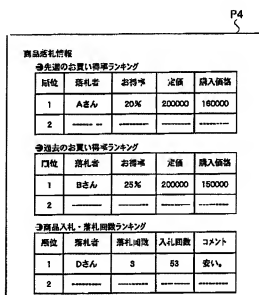 P4
商品落札情報
➲先週のお買い得率ランキング
順位 落札者 お得率 定価 購入価格
1 Aさん 20% 200000 160000
2 ------ ------ ------ ------
➲過去のお買い得率ランキング
順位 落札者 お得率 定価 購入価格
1 Bさん 25% 200000 150000
2 ------ ------ ------ ------
➲商品入札・落札回数ランキング
順位 落札者 落札回数 入札回数 コメント
1 Dさん 3 53 安い。
2 ------ ------ ------ ------